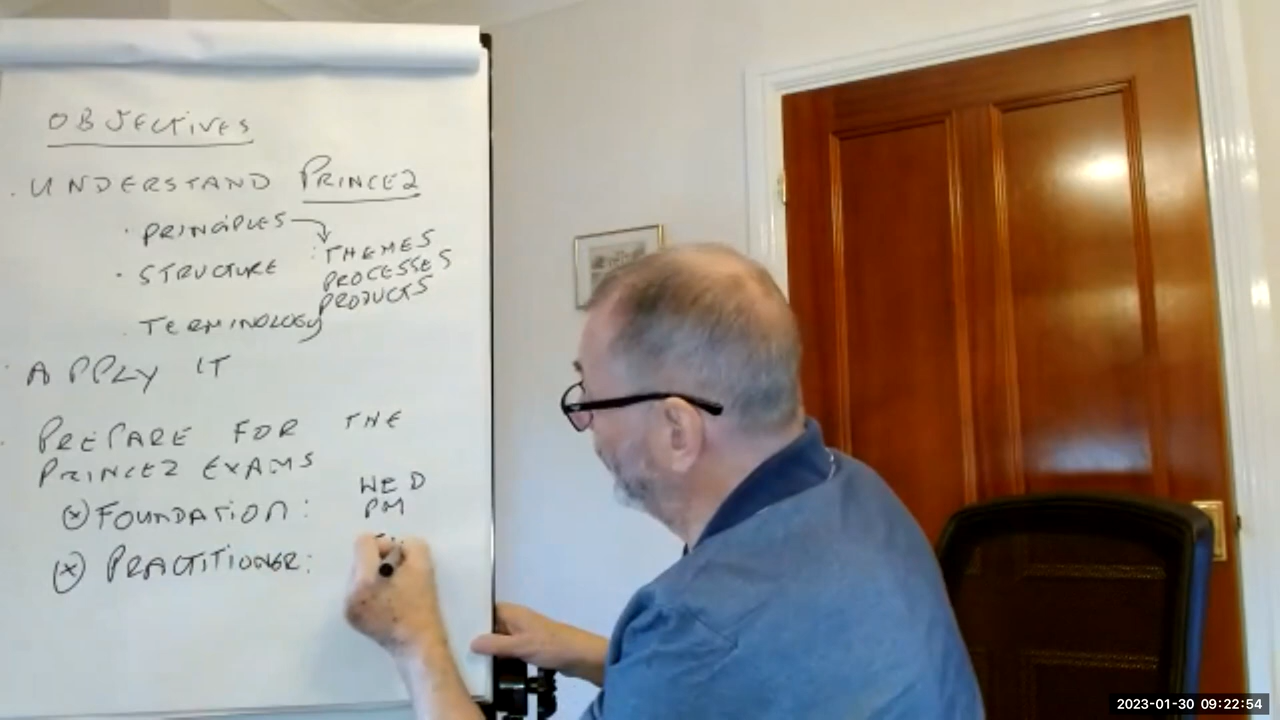 OBJECTIVES
· UNDERSTAND PRINCE2
· PRINCIPLES
: THEMES
· STRUCTURE
PROCESSES
PRODUCTS
· TERMINOLOGY
· APPLY IT
· PREPARE FOR THE
PRINCE2 EXAMS
WED
(x) FOUNDATION:
PM
(x) PRACTITIONER:
2023-01-30 09:22:54